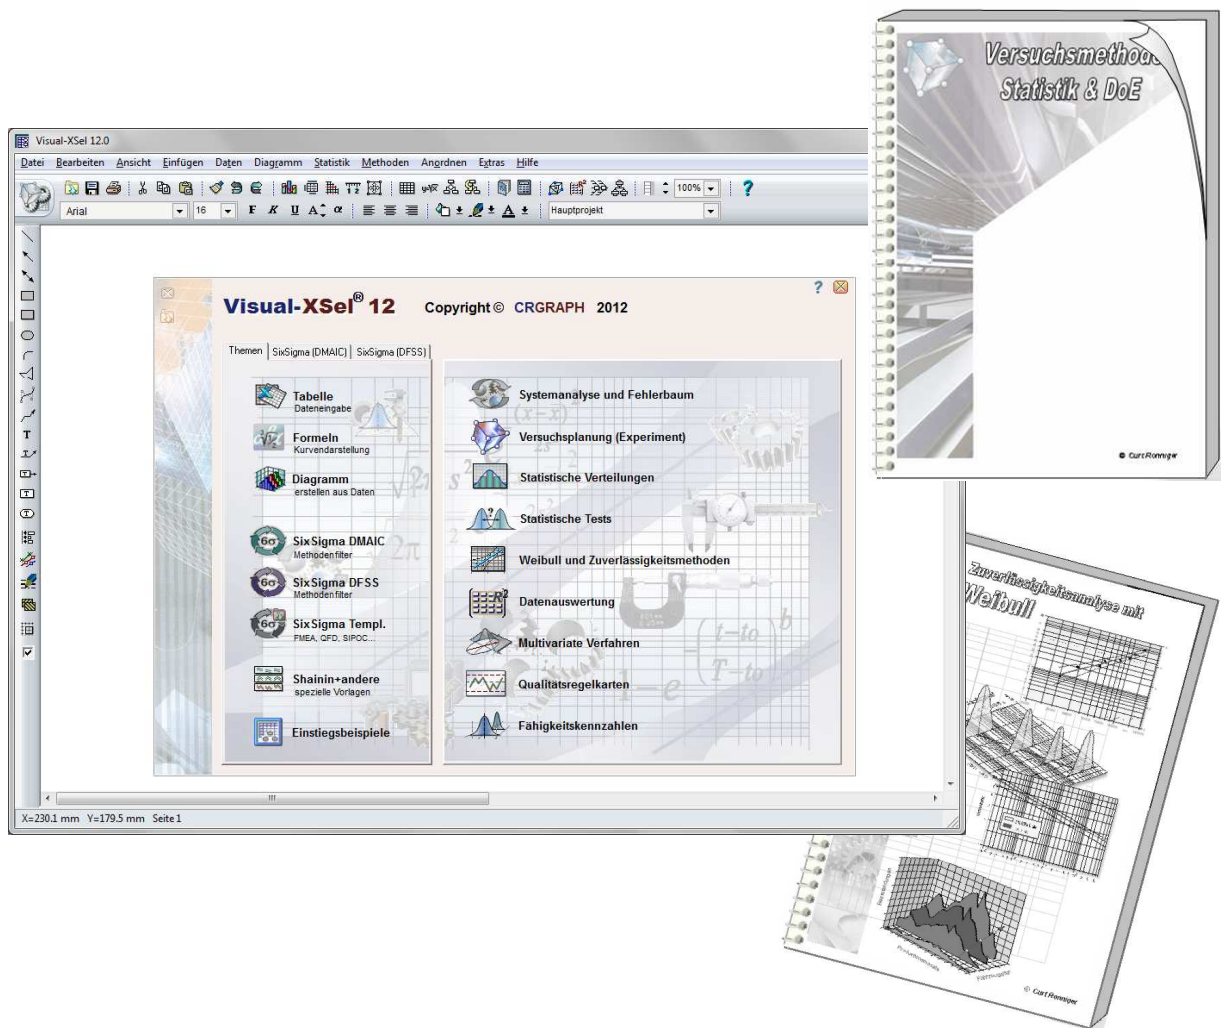 Versuchsmethode
Statistik & DoE
© Curt Ronniger
Visual-XSel 12.0
Datei Bearbeiten Ansicht Einfügen Daten Diagramm Statistik Methoden Anordnen Extras Hilfe
100%
?
Arial 16 F K U A α A Hauptprojekt
Visual-XSel® 12 Copyright © CRGRAPH 2012
?
Themen SixSigma (DMAIC) SixSigma (DFSS)
Tabelle
Dateneingabe
Formeln
Kurvendarstellung
Diagramm
erstellen aus Daten
SixSigma DMAIC
Methodenfilter
SixSigma DFSS
Methodenfilter
SixSigma Templ.
FMEA, QFD, SIPOC...
Shainin+andere
spezielle Vorlagen
Einstiegsbeispiele
Systemanalyse und Fehlerbaum
Versuchsplanung (Experiment)
Statistische Verteilungen
Statistische Tests
Weibull und Zuverlässigkeitsmethoden
Datenauswertung
Multivariate Verfahren
Qualitätsregelkarten
Fähigkeitskennzahlen
X=230.1 mm Y=179.5 mm Seite 1
Zuverlässigkeitsanalyse mit
Weibull
© Curt Ronniger